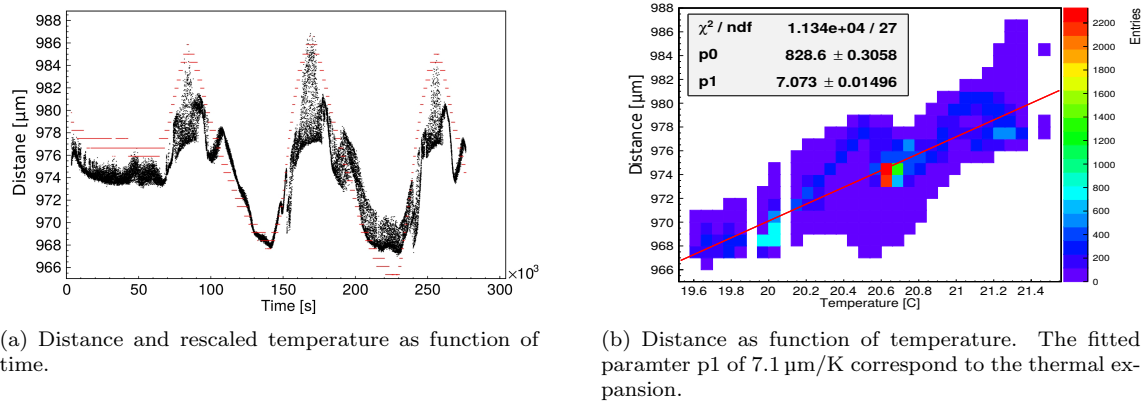 988
986
984
982
980
978
976
974
972
970
968
966
Distane [µm]
0 50 100 150 200 250 300
×10³
Time [s]
988
986
984
982
980
978
976
974
972
970
968
966
Distance [µm]
χ² / ndf 1.134e+04 / 27
p0 828.6 ± 0.3058
p1 7.073 ± 0.01496
19.6 19.8 20 20.2 20.4 20.6 20.8 21 21.2 21.4
Temperature [C]
Entries
2200
2000
1800
1600
1400
1200
1000
800
600
400
200
0
(a) Distance and rescaled temperature as function of
time.
(b) Distance as function of temperature. The fitted
paramter p1 of 7.1 µm/K correspond to the thermal ex-
pansion.